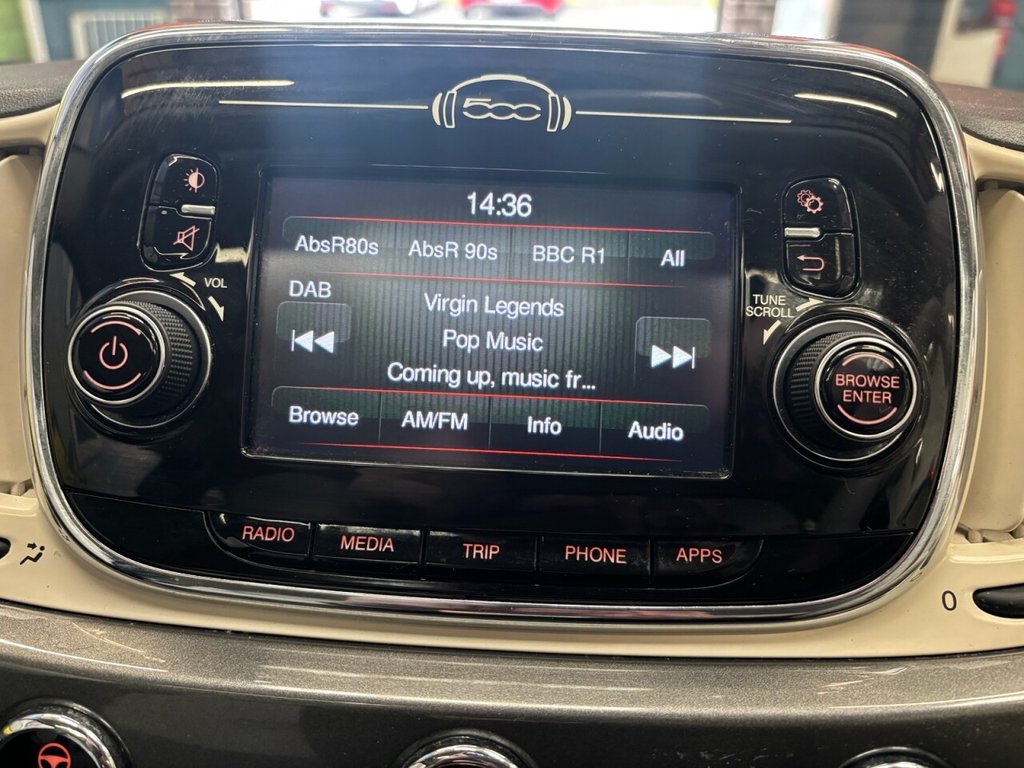 500
14:36
AbsR80s AbsR 90s BBC R1 All
VOL
DAB
Virgin Legends
TUNE
SCROLL
Pop Music
BROWSE
ENTER
Coming up, music fr...
Browse AM/FM Info Audio
RADIO MEDIA TRIP PHONE APPS
0